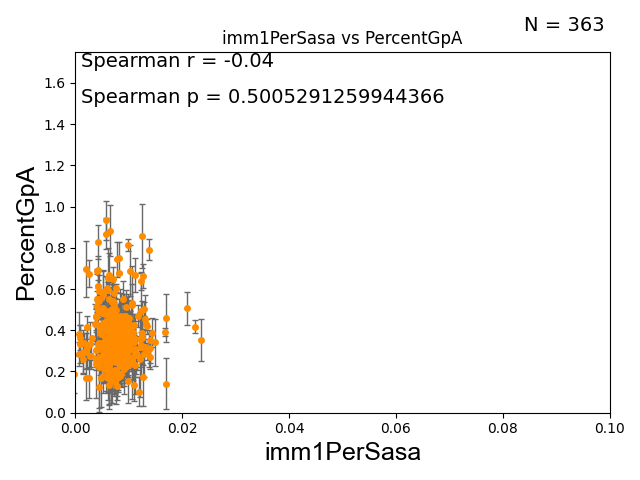 N = 363
imm1PerSasa vs PercentGpA
Spearman r = -0.04
Spearman p = 0.5005291259944366
PercentGpA
1.6
1.4
1.2
1.0
0.8
0.6
0.4
0.2
0.0
0.00 0.02 0.04 0.06 0.08 0.10
imm1PerSasa